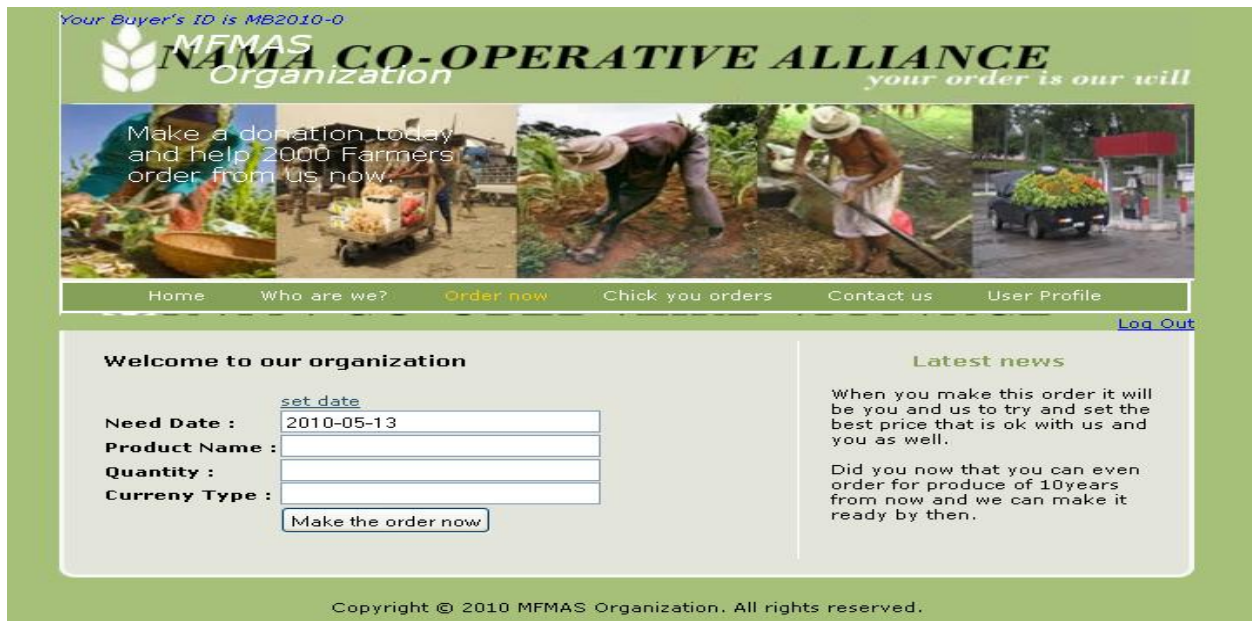 Your Buyer's ID is MB2010-0
MFMAS
NAMA CO-OPERATIVE ALLIANCE
Organization
your order is our will
Make a donation today
and help 2000 Farmers
order from us now.
Home Who are we? Order now Chick you orders Contact us User Profile
Log Out
Welcome to our organization
set date
Need Date : 2010-05-13
Product Name :
Quantity :
Curreny Type :
Make the order now
Latest news
When you make this order it will
be you and us to try and set the
best price that is ok with us and
you as well.
Did you now that you can even
order for produce of 10years
from now and we can make it
ready by then.
Copyright © 2010 MFMAS Organization. All rights reserved.